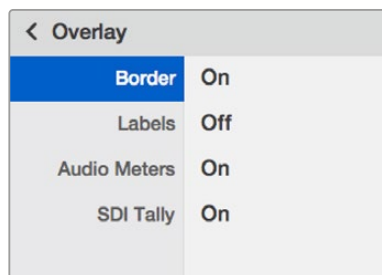 Overlay
Border On
Labels Off
Audio Meters On
SDI Tally On